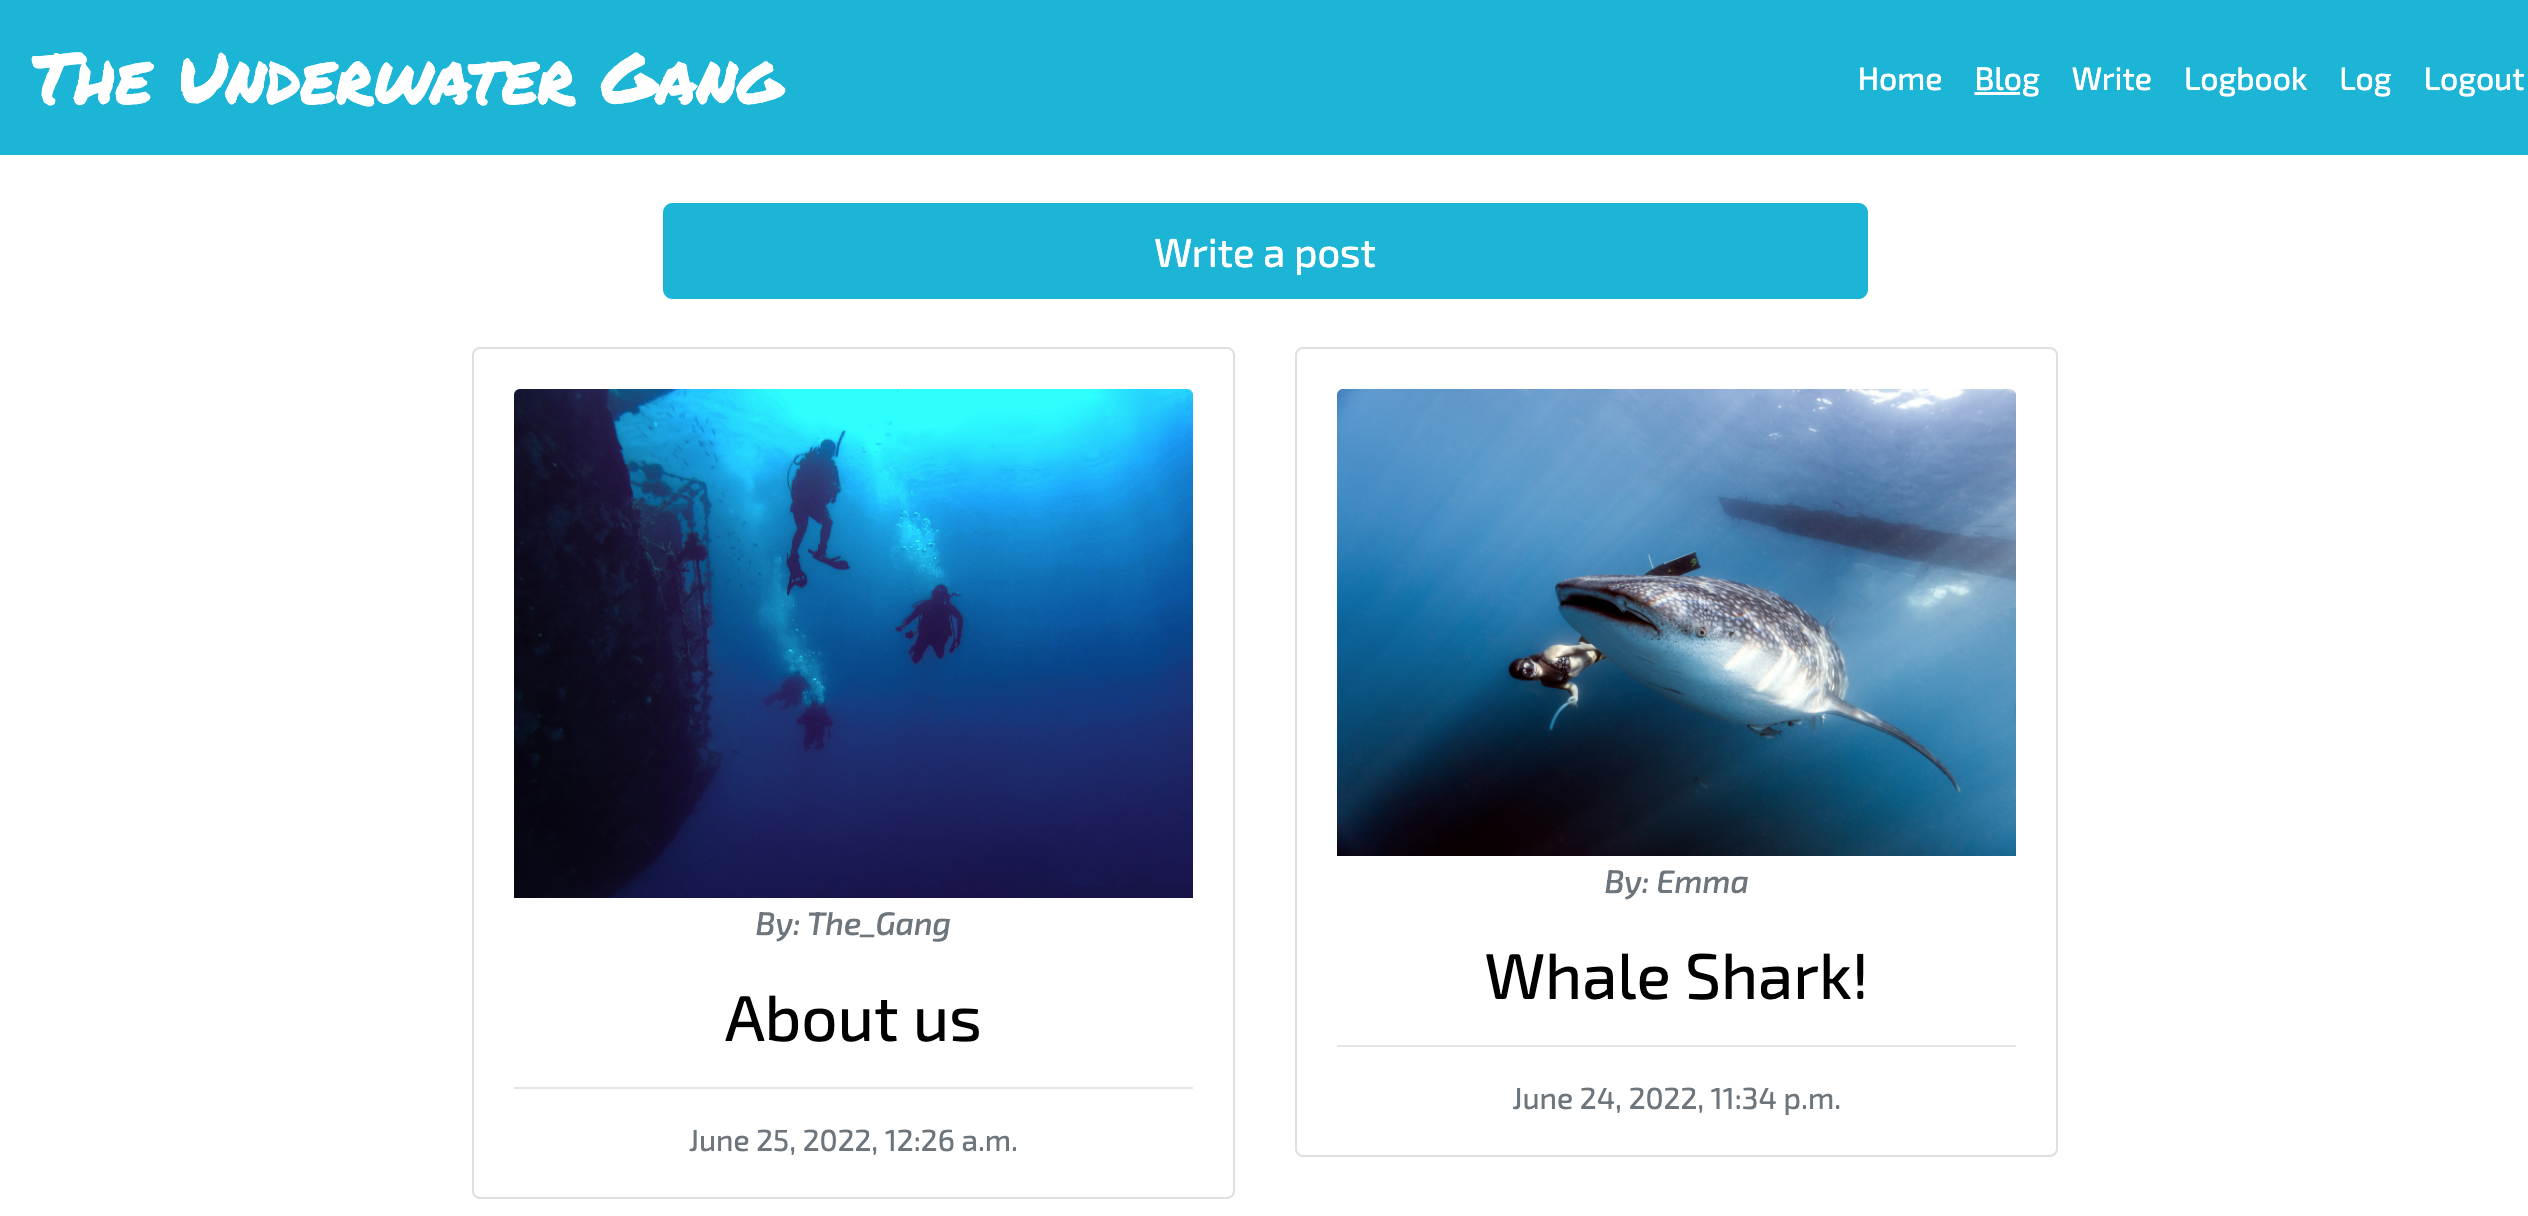 The Underwater Gang
Home Blog Write Logbook Log Logout
Write a post
By: The_Gang
About us
June 25, 2022, 12:26 a.m.
By: Emma
Whale Shark!
June 24, 2022, 11:34 p.m.